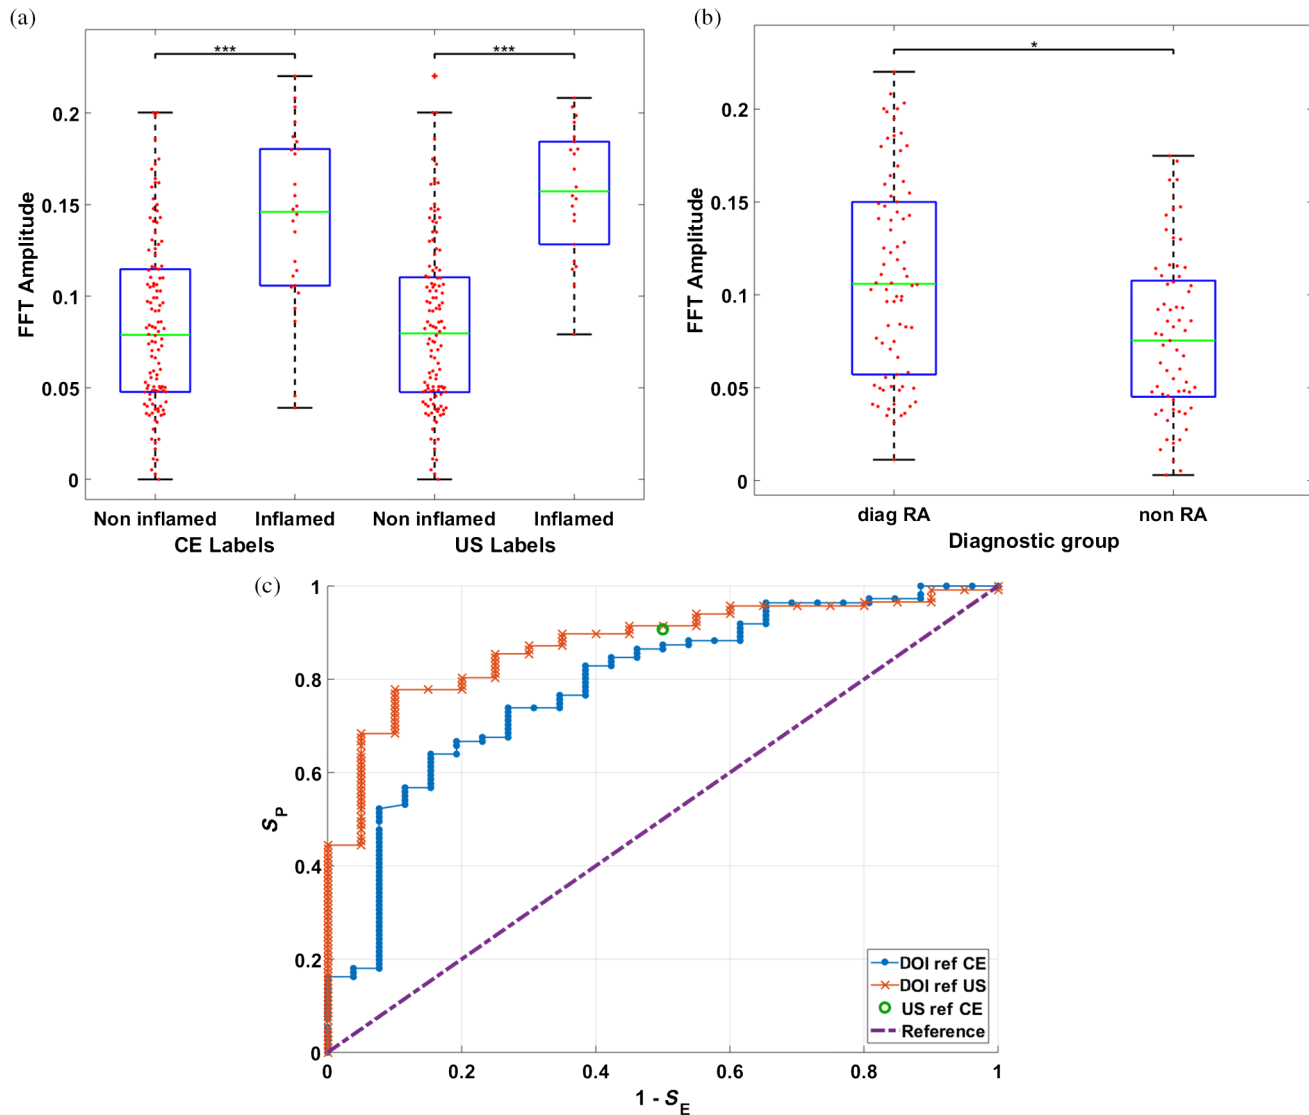 (a)
***
***
FFT Amplitude
0.2
0.15
0.1
0.05
0
Non inflamed Inflamed Non inflamed Inflamed
CE Labels US Labels
(b)
*
FFT Amplitude
0.2
0.15
0.1
0.05
0
diag RA non RA
Diagnostic group
(c)
S_P
1
0.8
0.6
0.4
0.2
0
0 0.2 0.4 0.6 0.8 1
1 - S_E
DOI ref CE
DOI ref US
US ref CE
Reference